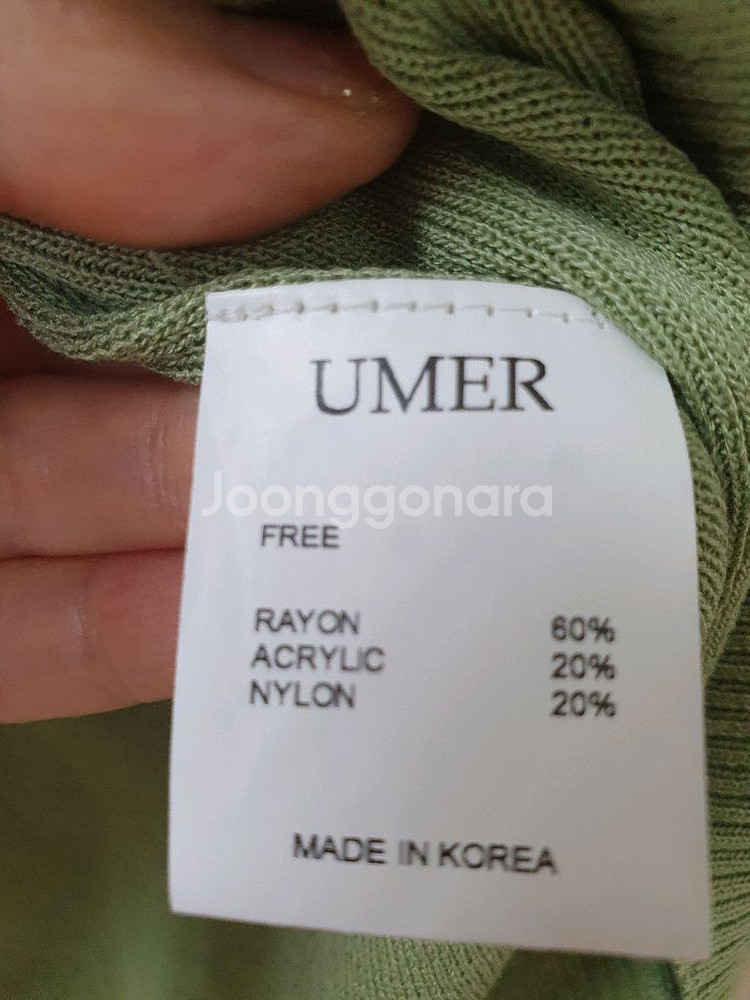 UMER
Joonggonara
FREE
RAYON 60%
ACRYLIC 20%
NYLON 20%
MADE IN KOREA